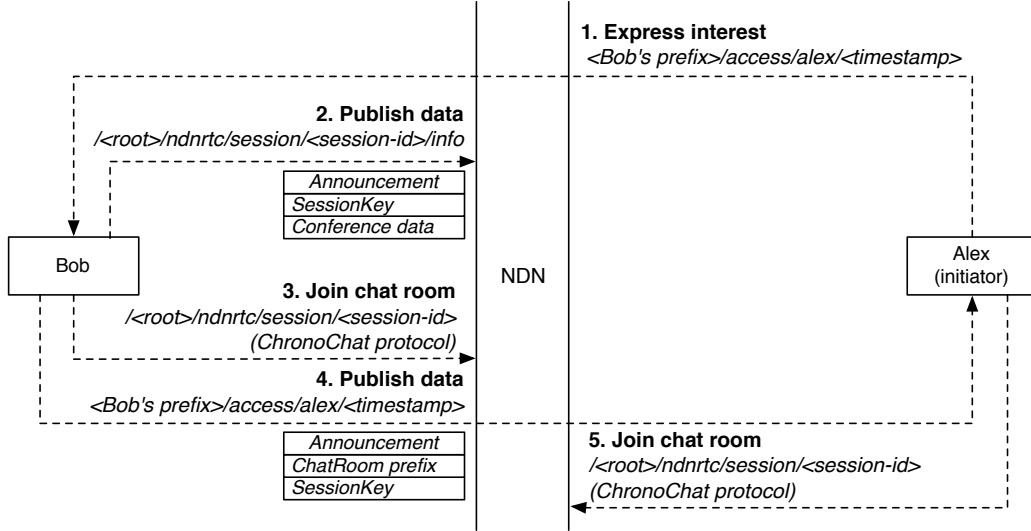 1. Express interest
<Bob's prefix>/access/alex/<timestamp>
2. Publish data
/<root>/ndnrtc/session/<session-id>/info
Announcement
SessionKey
Conference data
Bob
NDN
Alex
(initiator)
3. Join chat room
/<root>/ndnrtc/session/<session-id>
(ChronoChat protocol)
4. Publish data
<Bob's prefix>/access/alex/<timestamp>
Announcement
ChatRoom prefix
SessionKey
5. Join chat room
/<root>/ndnrtc/session/<session-id>
(ChronoChat protocol)